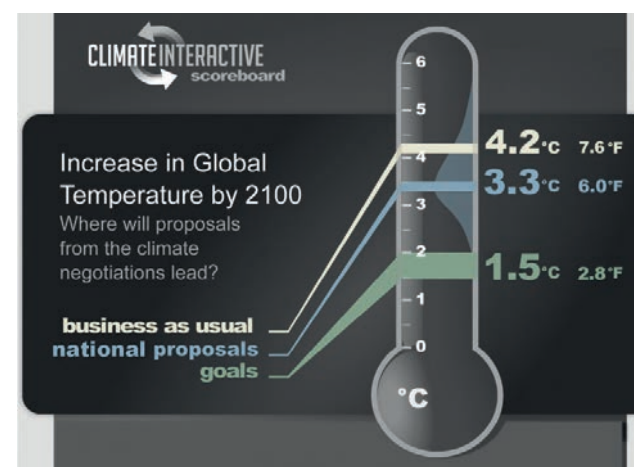 CLIMATE INTERACTIVE
scoreboard
Increase in Global
Temperature by 2100
Where will proposals
from the climate
negotiations lead?
business as usual
national proposals
goals
6
5
4
3
2
1
0
°C
4.2°C 7.6°F
3.3°C 6.0°F
1.5°C 2.8°F